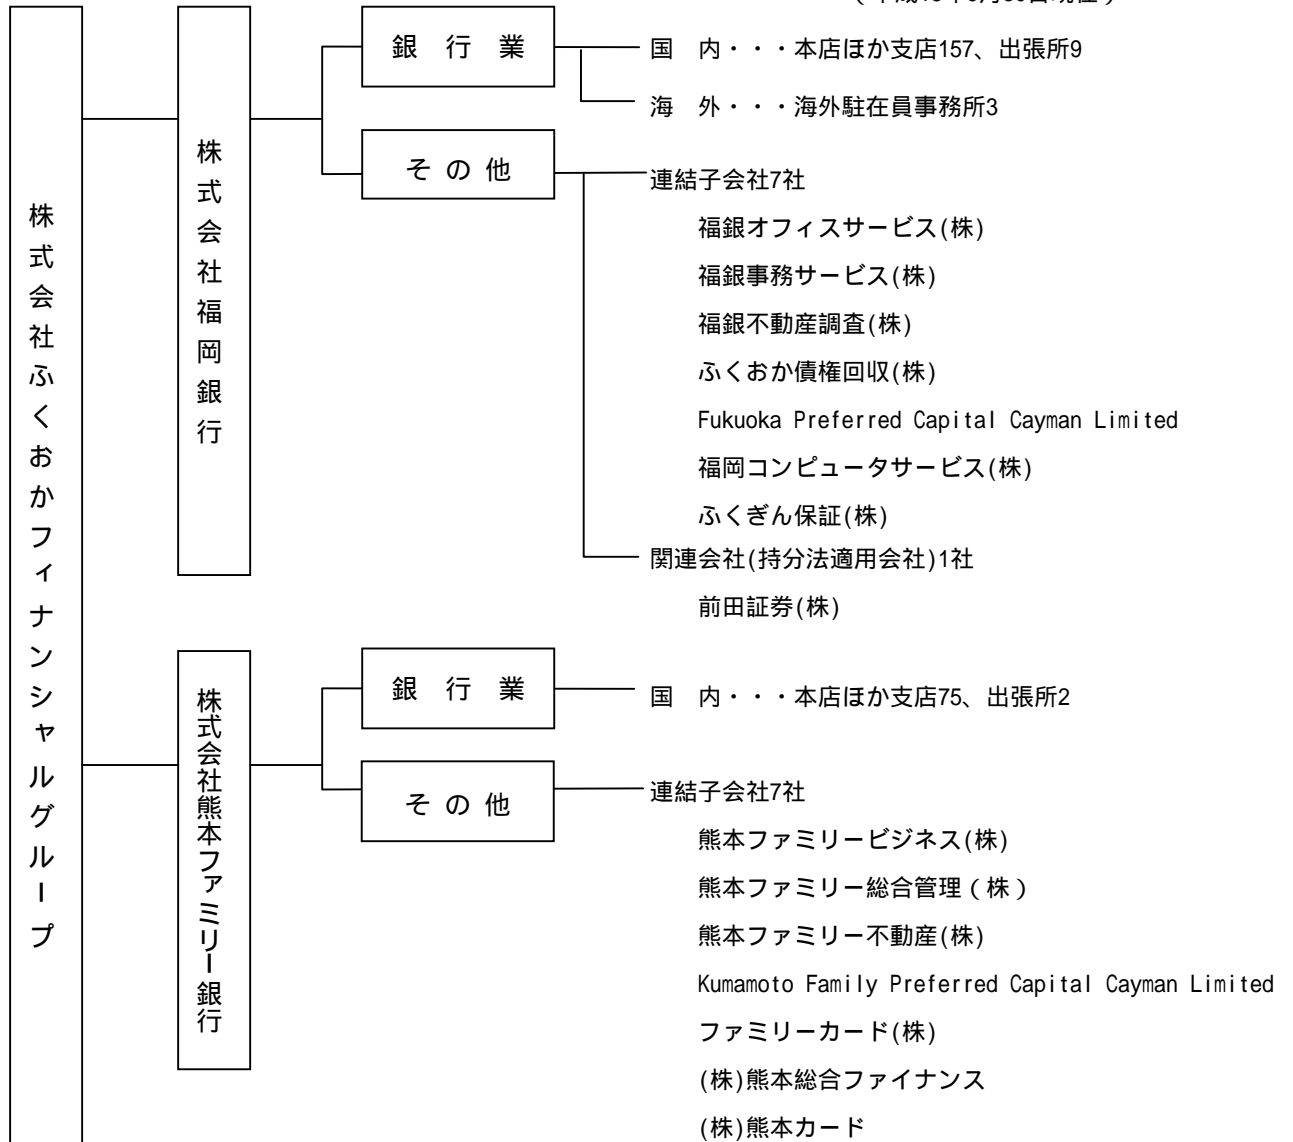 株式会社ふくおかフィナンシャルグループ
株式会社福岡銀行
銀行業
国 内・・・本店ほか支店157、出張所9
海 外・・・海外駐在員事務所3
その他
連結子会社7社
福銀オフィスサービス(株)
福銀事務サービス(株)
福銀不動産調査(株)
ふくおか債権回収(株)
Fukuoka Preferred Capital Cayman Limited
福岡コンピュータサービス(株)
ふくぎん保証(株)
関連会社(持分法適用会社)1社
前田証券(株)
株式会社熊本ファミリー銀行
銀行業
国 内・・・本店ほか支店75、出張所2
その他
連結子会社7社
熊本ファミリービジネス(株)
熊本ファミリー総合管理(株)
熊本ファミリー不動産(株)
Kumamoto Family Preferred Capital Cayman Limited
ファミリーカード(株)
(株)熊本総合ファイナンス
(株)熊本カード